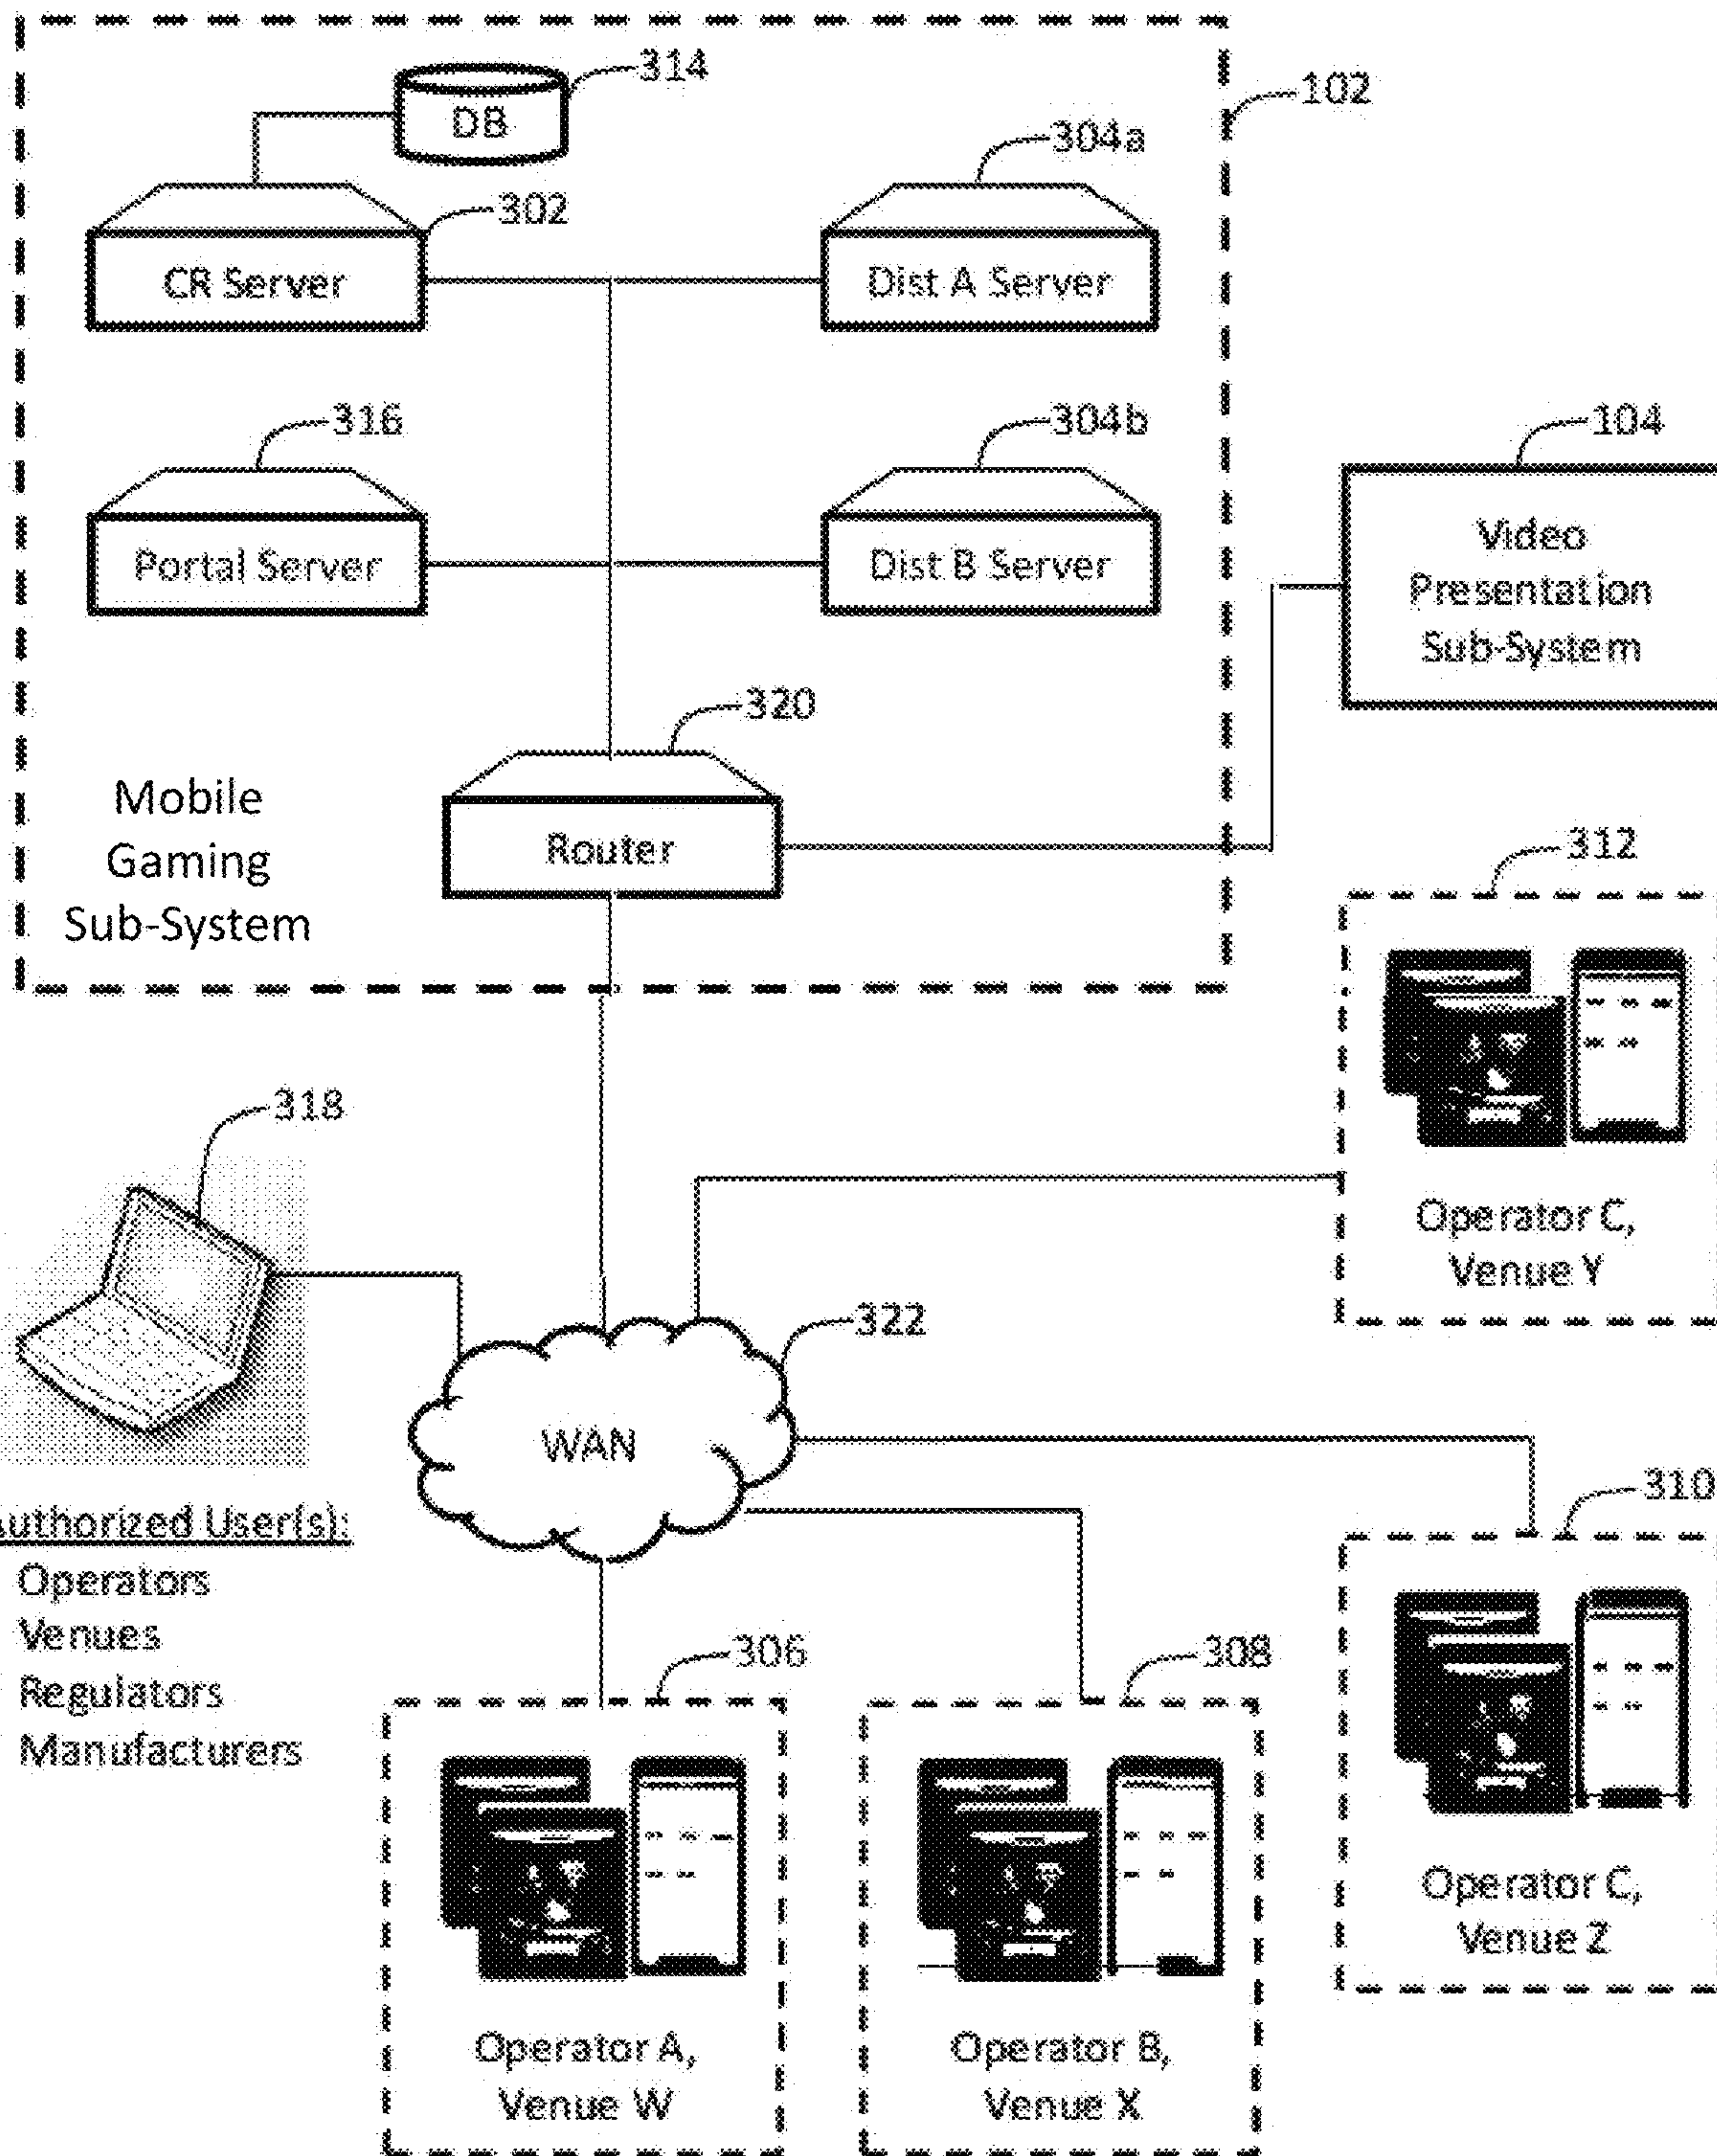 314
DB
102
304a
302
CR Server
Dist A Server
316
304b
104
Portal Server
Dist B Server
Video
Presentation
Sub-System
320
Mobile
Gaming
Sub-System
Router
312
318
Operator C,
Venue Y
322
WAN
310
Authorized User(s):
Operators
Venues
Regulators
Manufacturers
306
308
Operator C,
Venue Z
Operator A,
Venue W
Operator B,
Venue X